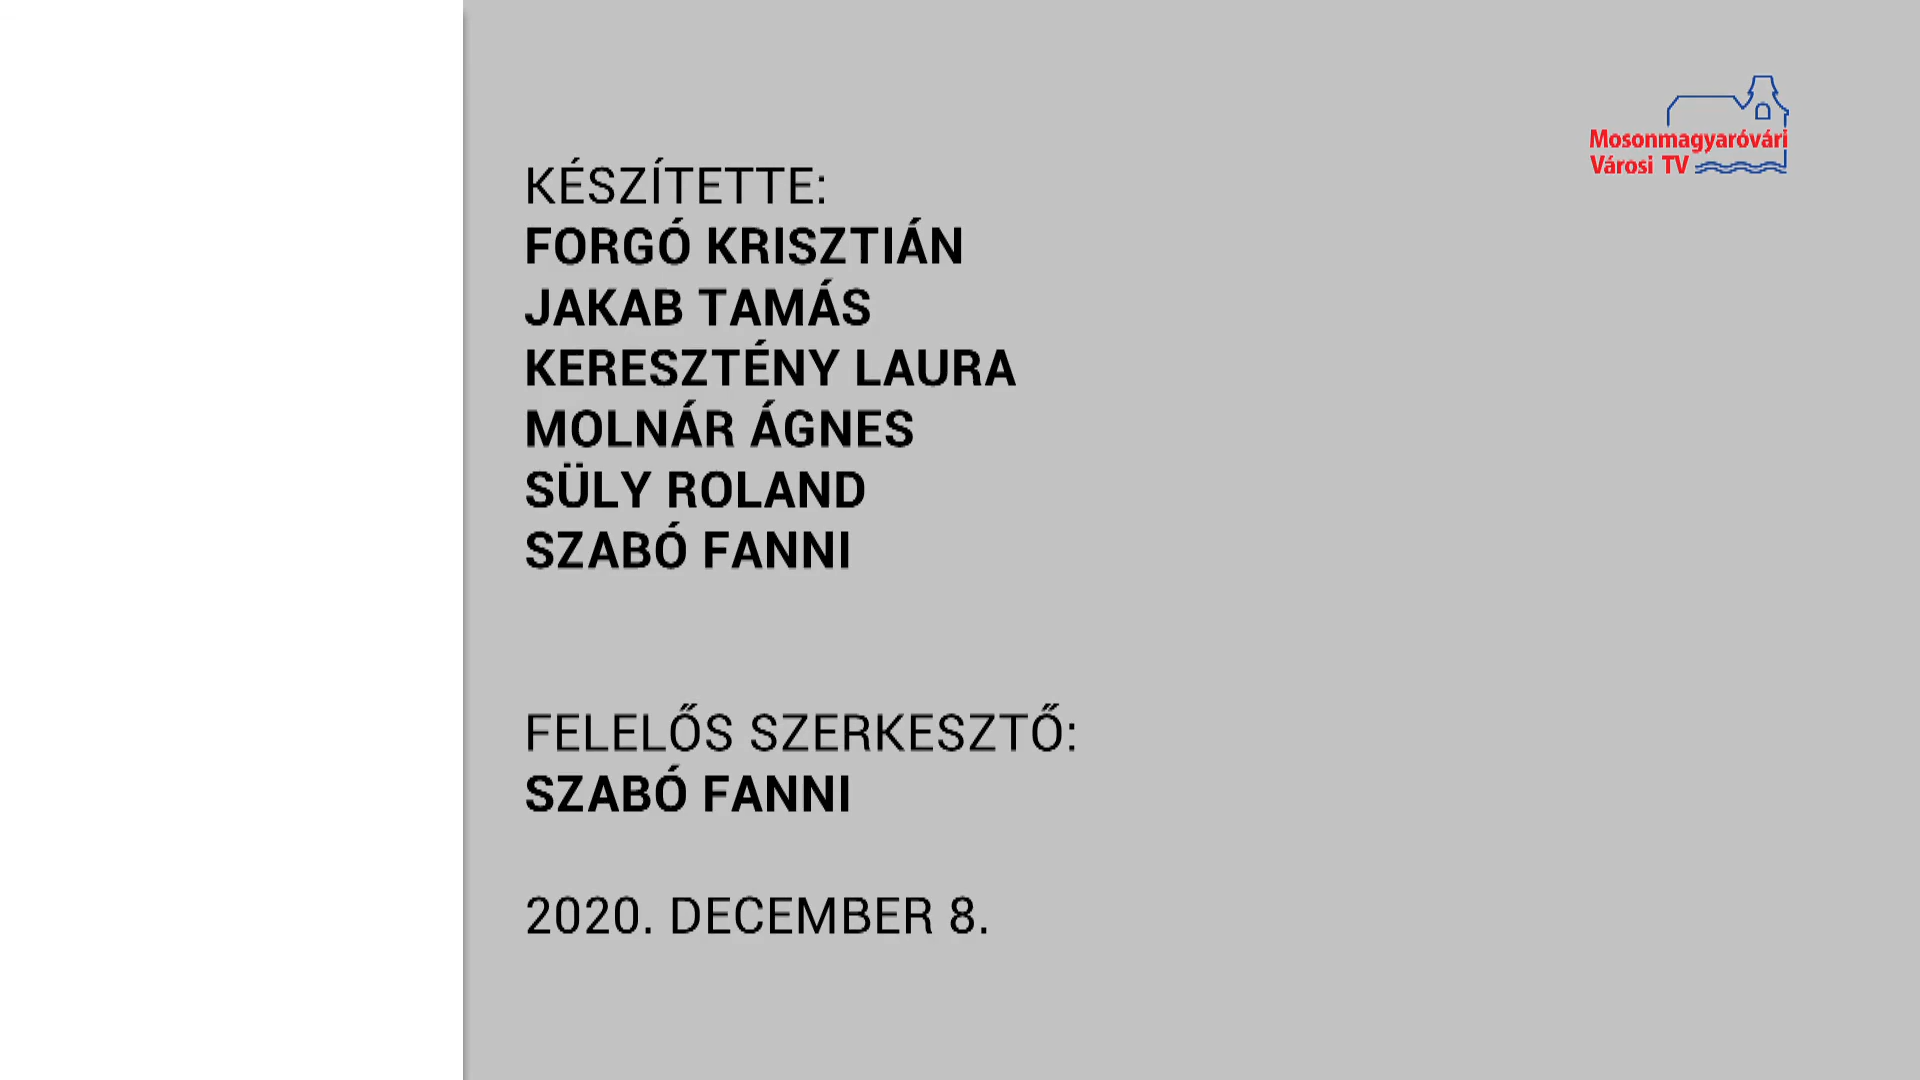 Mosonmagyaróvári
Városi TV
KÉSZÍTETTE:
FORGÓ KRISZTIÁN
JAKAB TAMÁS
KERESZTÉNY LAURA
MOLNÁR ÁGNES
SÜLY ROLAND
SZABÓ FANNI
FELELŐS SZERKESZTŐ:
SZABÓ FANNI
2020. DECEMBER 8.